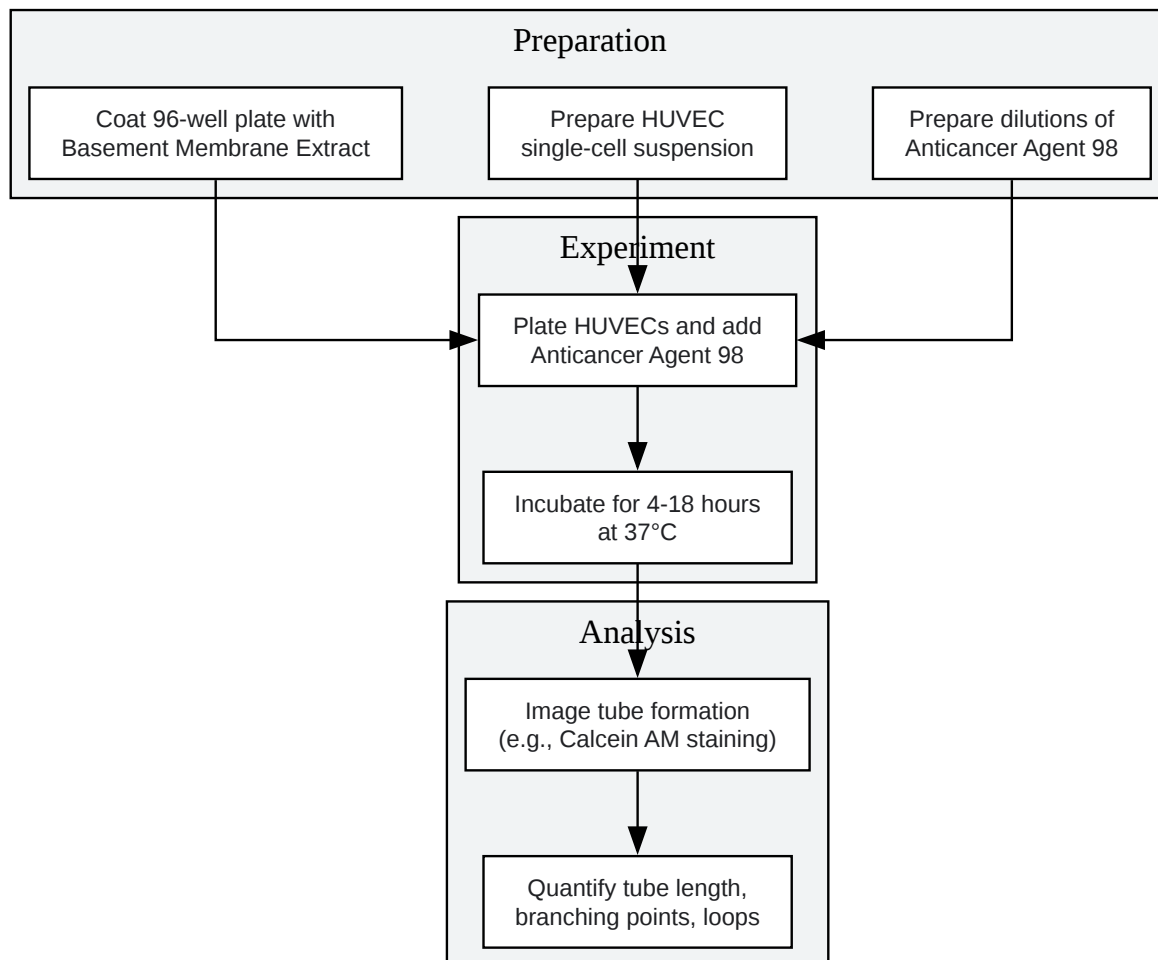 Preparation
Coat 96-well plate with
Basement Membrane Extract
Prepare HUVEC
single-cell suspension
Prepare dilutions of
Anticancer Agent 98
Experiment
Plate HUVECs and add
Anticancer Agent 98
Incubate for 4-18 hours
at 37°C
Analysis
Image tube formation
(e.g., Calcein AM staining)
Quantify tube length,
branching points, loops